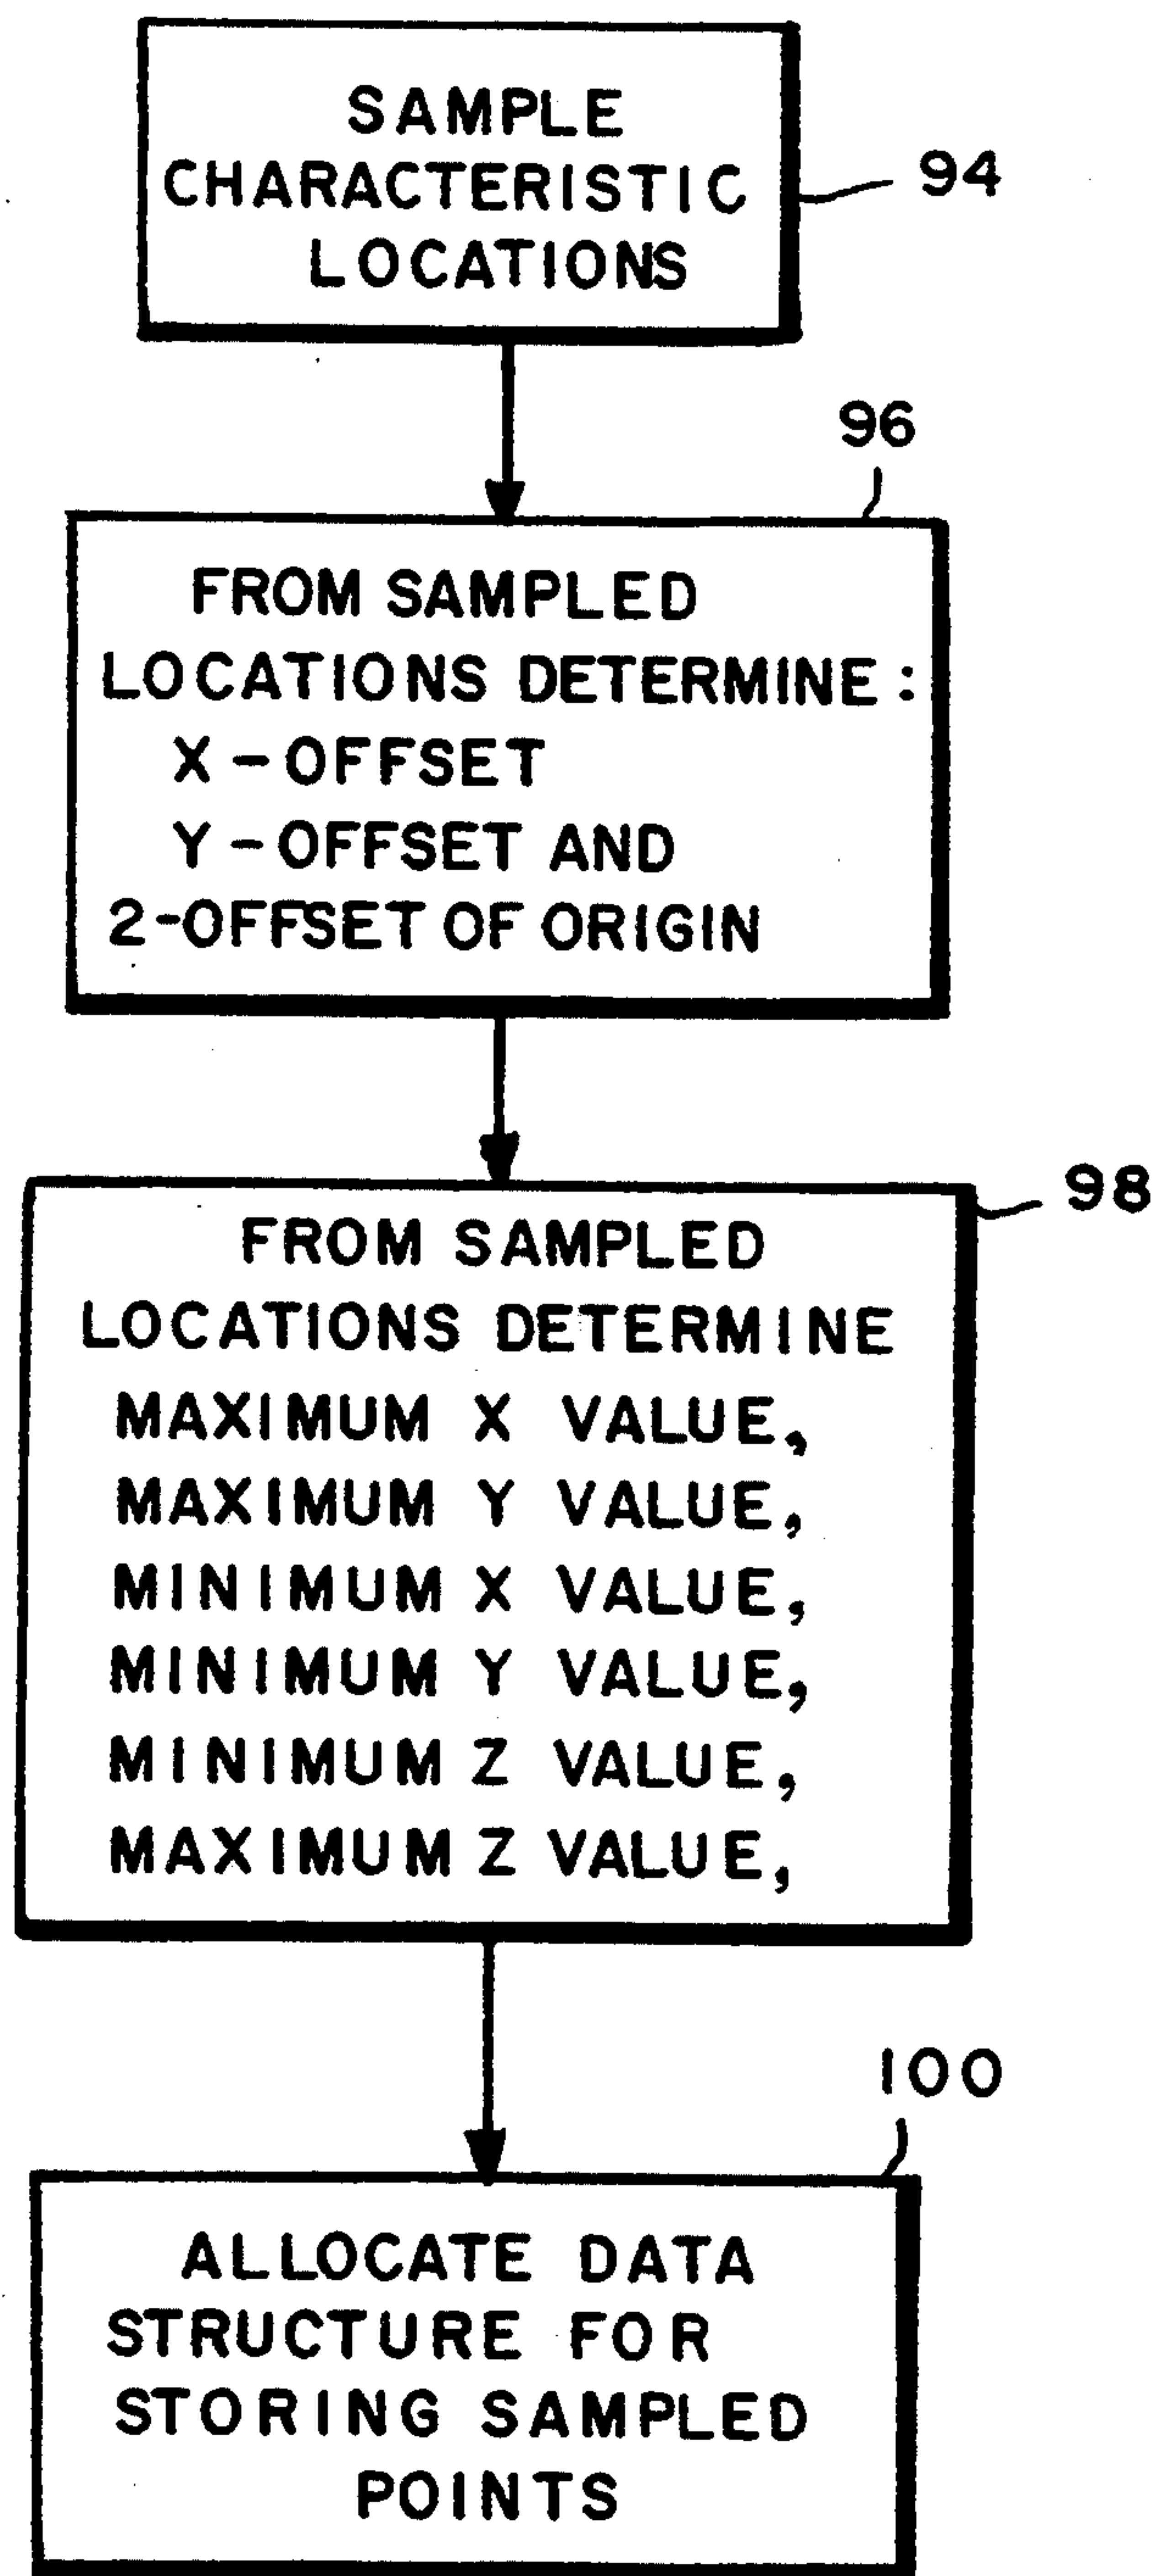 SAMPLE
CHARACTERISTIC
LOCATIONS
94
96
FROM SAMPLED
LOCATIONS DETERMINE:
X-OFFSET
Y-OFFSET AND
2-OFFSET OF ORIGIN
98
FROM SAMPLED
LOCATIONS DETERMINE
MAXIMUM X VALUE,
MAXIMUM Y VALUE,
MINIMUM X VALUE,
MINIMUM Y VALUE,
MINIMUM Z VALUE,
MAXIMUM Z VALUE,
100
ALLOCATE DATA
STRUCTURE FOR
STORING SAMPLED
POINTS